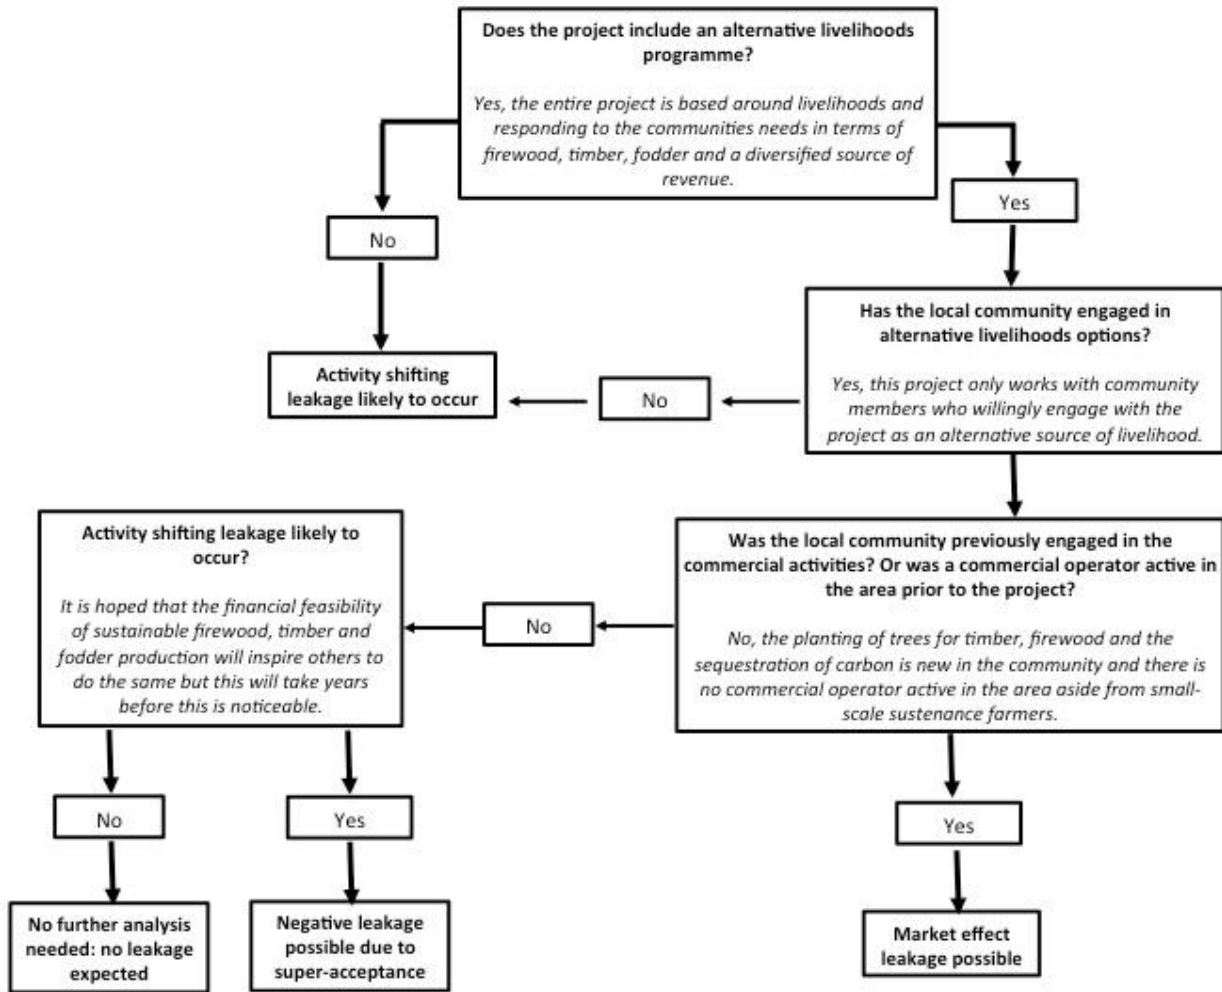 Does the project include an alternative livelihoods
programme?
Yes, the entire project is based around livelihoods and
responding to the communities needs in terms of
firewood, timber, fodder and a diversified source of
revenue.
No
Yes
Has the local community engaged in
alternative livelihoods options?
Yes, this project only works with community
members who willingly engage with the
project as an alternative source of livelihood.
No
Activity shifting
leakage likely to occur
Was the local community previously engaged in the
commercial activities? Or was a commercial operator active in
the area prior to the project?
No, the planting of trees for timber, firewood and the
sequestration of carbon is new in the community and there is
no commercial operator active in the area aside from small-
scale sustenance farmers.
No
Activity shifting leakage likely to
occur?
It is hoped that the financial feasibility
of sustainable firewood, timber and
fodder production will inspire others to
do the same but this will take years
before this is noticeable.
No
Yes
Yes
No further analysis
needed: no leakage
expected
Negative leakage
possible due to
super-acceptance
Market effect
leakage possible